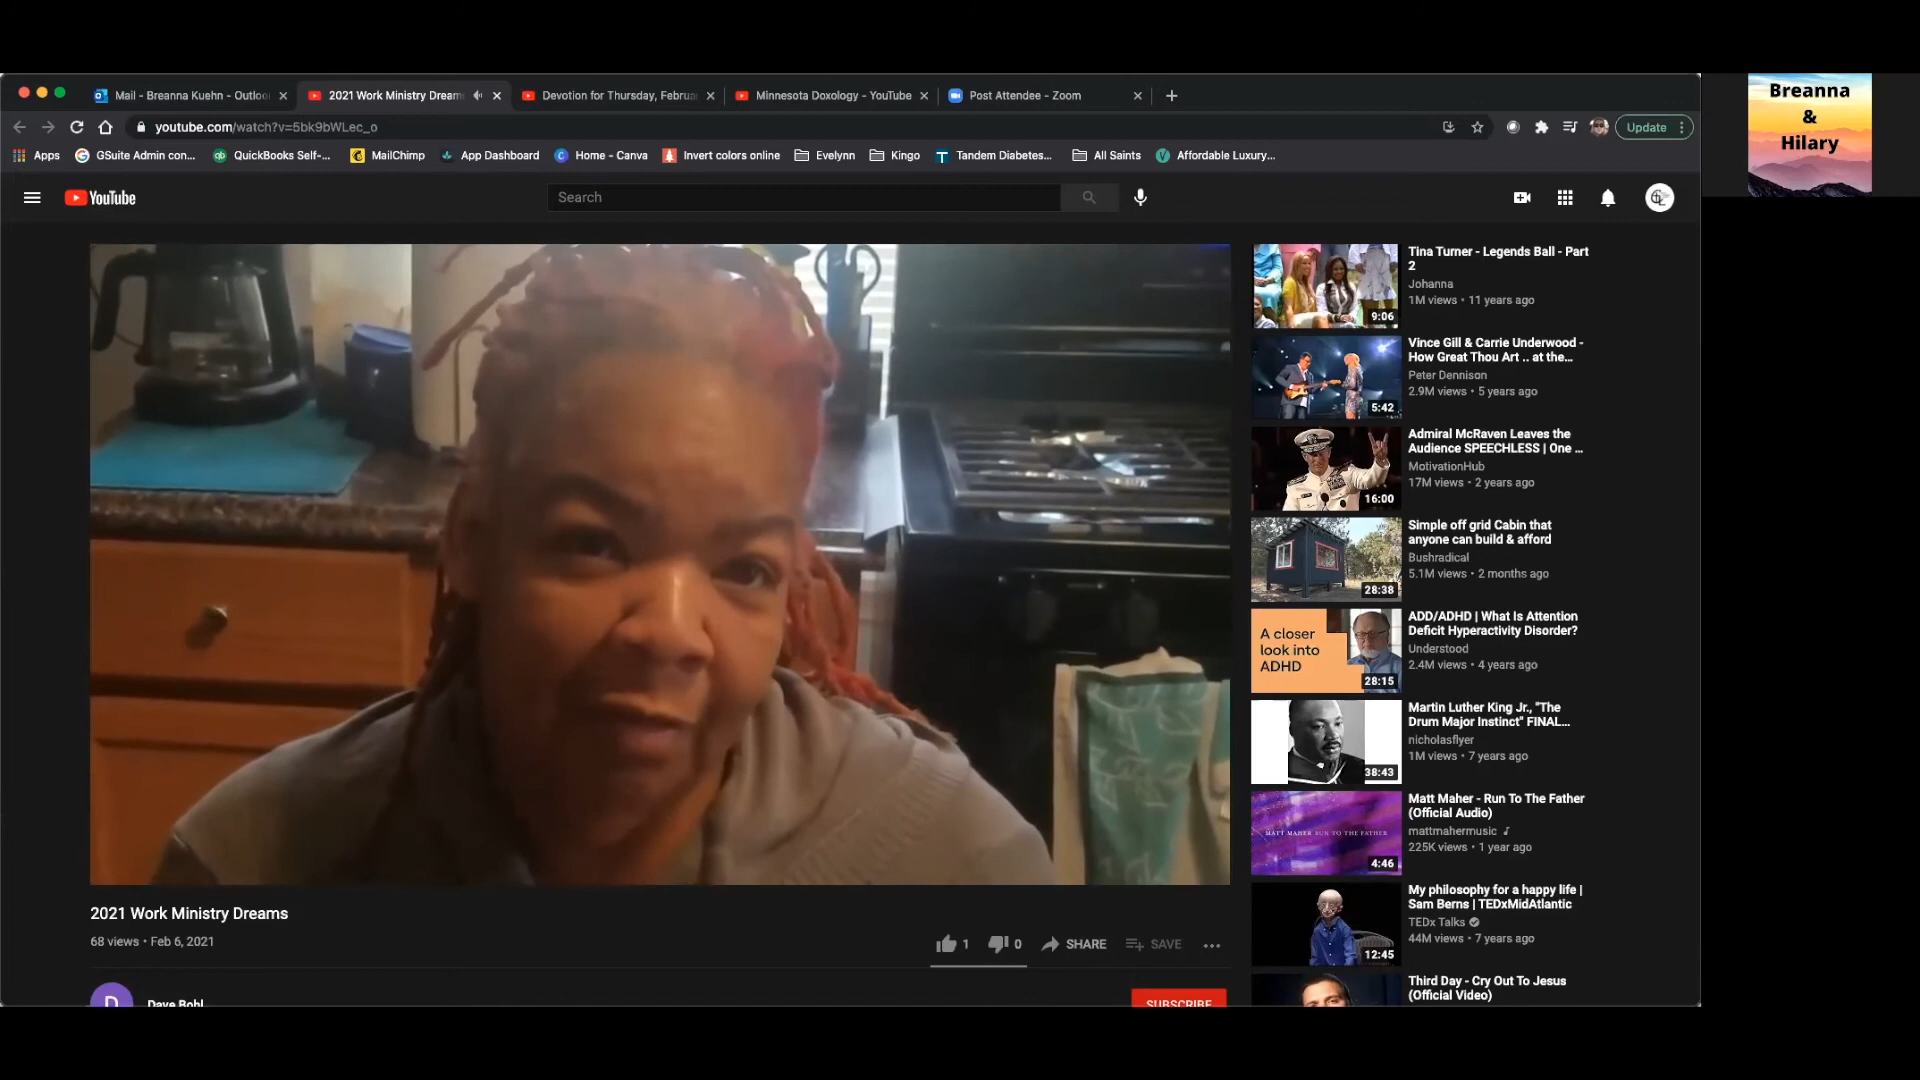 Mail - Breanna Kuehn - Outloo
2021 Work Ministry Dream
Devotion for Thursday, Februa
Minnesota Doxology - YouTube
Post Attendee - Zoom
youtube.com/watch?v=5bk9bWLec_o
Update
Apps
GSuite Admin con...
QuickBooks Self-...
MailChimp
App Dashboard
Home - Canva
Invert colors online
Evelynn
Kingo
Tandem Diabetes...
All Saints
Affordable Luxury...
YouTube
Search
Breanna
&
Hilary
Tina Turner - Legends Ball - Part
2
Johanna
1M views • 11 years ago
9:06
Vince Gill & Carrie Underwood -
How Great Thou Art .. at the...
Peter Dennison
2.9M views • 5 years ago
5:42
Admiral McRaven Leaves the
Audience SPEECHLESS | One ...
MotivationHub
17M views • 2 years ago
16:00
Simple off grid Cabin that
anyone can build & afford
Bushradical
5.1M views • 2 months ago
28:38
A closer
look into
ADHD
28:15
ADD/ADHD | What Is Attention
Deficit Hyperactivity Disorder?
Understood
2.4M views • 4 years ago
Martin Luther King Jr., "The
Drum Major Instinct" FINAL...
nicholasflyer
1M views • 7 years ago
38:43
MATT MAHER RUN TO THE FATHER
4:46
Matt Maher - Run To The Father
(Official Audio)
mattmahermusic
225K views • 1 year ago
My philosophy for a happy life |
Sam Berns | TEDxMidAtlantic
TEDx Talks
44M views • 7 years ago
12:45
Third Day - Cry Out To Jesus
(Official Video)
2021 Work Ministry Dreams
68 views • Feb 6, 2021
1
0
SHARE
SAVE
D
Dave Bohl
SUBSCRIBE